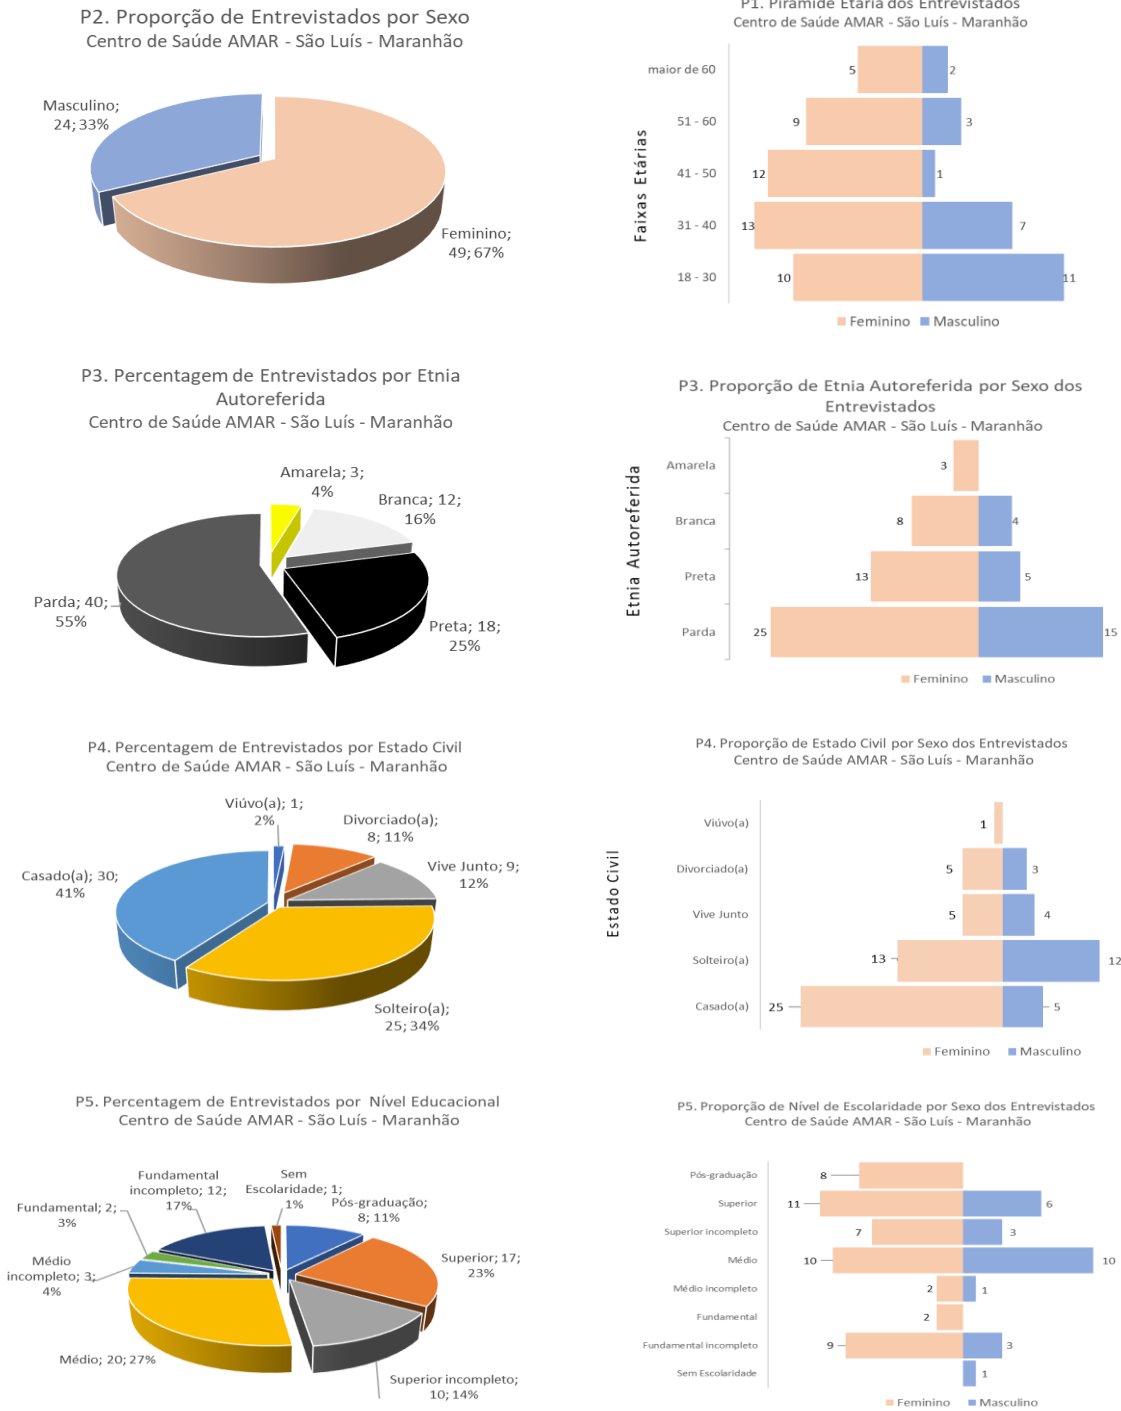 P2. Proporção de Entrevistados por Sexo
Centro de Saúde AMAR - São Luís - Maranhão
Masculino;
24; 33%
Feminino;
49; 67%
P1. Pirâmide Etária dos Entrevistados
Centro de Saúde AMAR - São Luís - Maranhão
Faixas Etárias
maior de 60
5
2
51 - 60
9
3
41 - 50
12
1
31 - 40
13
7
18 - 30
10
11
Feminino
Masculino
P3. Percentagem de Entrevistados por Etnia
Autoreferida
Centro de Saúde AMAR - São Luís - Maranhão
Amarela; 3;
4%
Branca; 12;
16%
Parda; 40;
55%
Preta; 18;
25%
P3. Proporção de Etnia Autoreferida por Sexo dos
Entrevistados
Centro de Saúde AMAR - São Luís - Maranhão
Etnia Autoreferida
Amarela
3
Branca
8
4
Preta
13
5
Parda
25
15
Feminino
Masculino
P4. Percentagem de Entrevistados por Estado Civil
Centro de Saúde AMAR - São Luís - Maranhão
Viúvo(a); 1;
2%
Divorciado(a);
8; 11%
Vive Junto; 9;
12%
Casado(a); 30;
41%
Solteiro(a);
25; 34%
P4. Proporção de Estado Civil por Sexo dos Entrevistados
Centro de Saúde AMAR - São Luís - Maranhão
Estado Civil
Viúvo(a)
1
Divorciado(a)
5
3
Vive Junto
5
4
Solteiro(a)
13
12
Casado(a)
25
5
Feminino
Masculino
P5. Percentagem de Entrevistados por Nível Educacional
Centro de Saúde AMAR - São Luís - Maranhão
Fundamental
incompleto; 12;
17%
Sem
Escolaridade; 1;
1%
Pós-graduação;
8; 11%
Fundamental; 2;
3%
Superior; 17;
23%
Médio
incompleto; 3;
4%
Médio; 20; 27%
Superior incompleto;
10; 14%
P5. Proporção de Nível de Escolaridade por Sexo dos Entrevistados
Centro de Saúde AMAR - São Luís - Maranhão
Pós-graduação
8
Superior
11
6
Superior incompleto
7
3
Médio
10
10
Médio incompleto
2
1
Fundamental
2
Fundamental incompleto
9
3
Sem Escolaridade
1
Feminino
Masculino